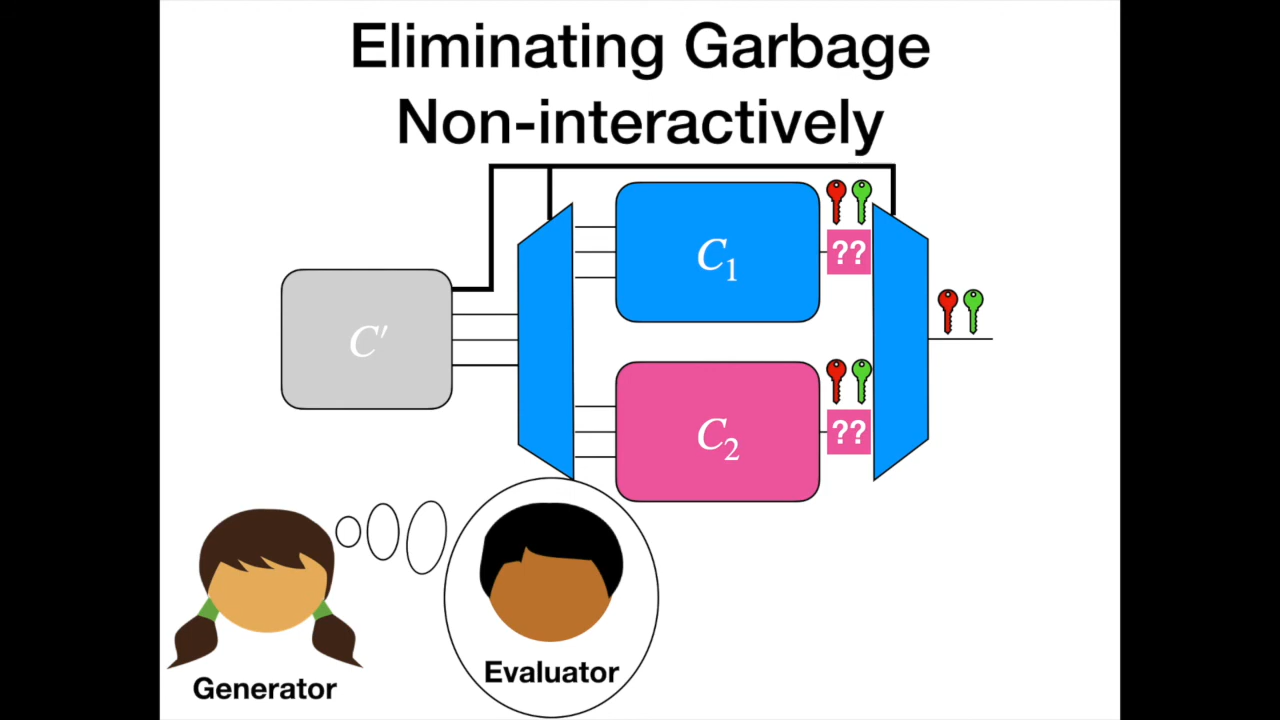 Eliminating Garbage
Non-interactively
C₁
??
C′
C₂
??
Evaluator
Generator